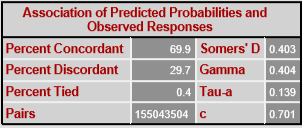 Association of Predicted Probabilities and
Observed Responses
Percent Concordant 69.9 Somers' D 0.403
Percent Discordant 29.7 Gamma 0.404
Percent Tied 0.4 Tau-a 0.139
Pairs 155043504 c 0.701